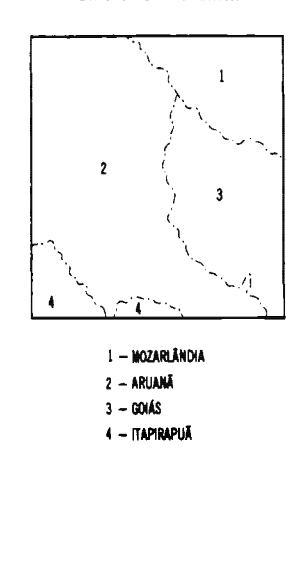 1
2
3
4
4
1 – MOZARLÂNDIA
2 – ARUANÃ
3 – GOIÁS
4 – ITAPIRAPUÃ